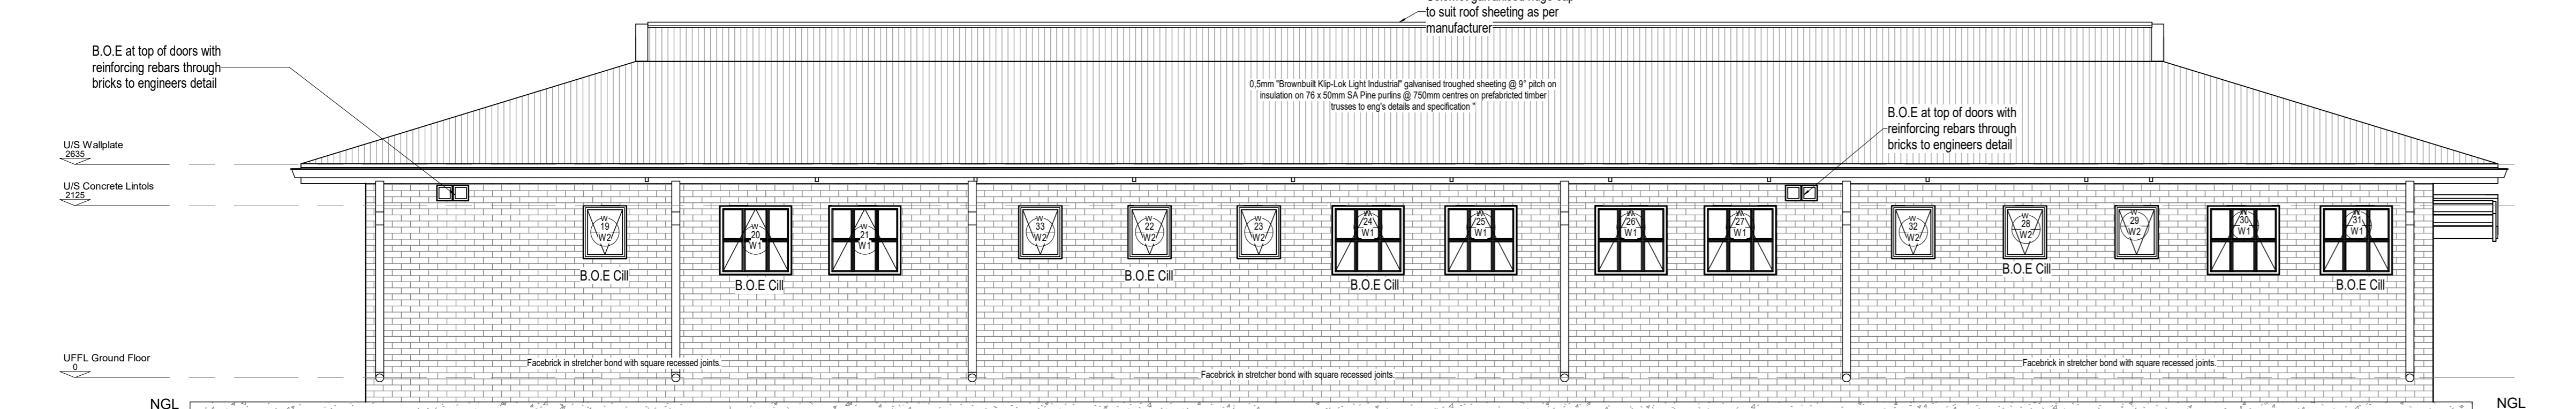 to suit roof sheeting as per
manufacturer
B.O.E at top of doors with
reinforcing rebars through
bricks to engineers detail
0,5mm "Brownbuilt Klip-Lok Light Industrial" galvanised troughed sheeting @ 9° pitch on
insulation on 76 x 50mm SA Pine purlins @ 750mm centres on prefabricted timber
trusses to eng's details and specification "
B.O.E at top of doors with
reinforcing rebars through
bricks to engineers detail
U/S Wallplate
2635
U/S Concrete Lintols
2125
W
19
W2
W
20
W1
W
21
W1
W
33
W2
W
22
W2
W
23
W2
W
24
W1
W
25
W1
W
26
W1
W
27
W1
W
32
W2
W
28
W2
W
29
W2
W
30
W1
W
31
W1
B.O.E Cill
B.O.E Cill
B.O.E Cill
B.O.E Cill
B.O.E Cill
B.O.E Cill
UFFL Ground Floor
0
Facebrick in stretcher bond with square recessed joints.
Facebrick in stretcher bond with square recessed joints.
Facebrick in stretcher bond with square recessed joints.
NGL
NGL